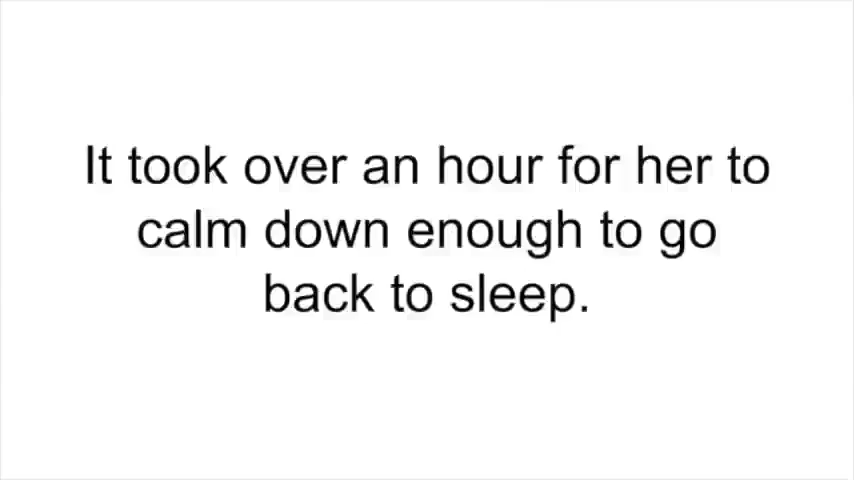 It took over an hour for her to
calm down enough to go
back to sleep.